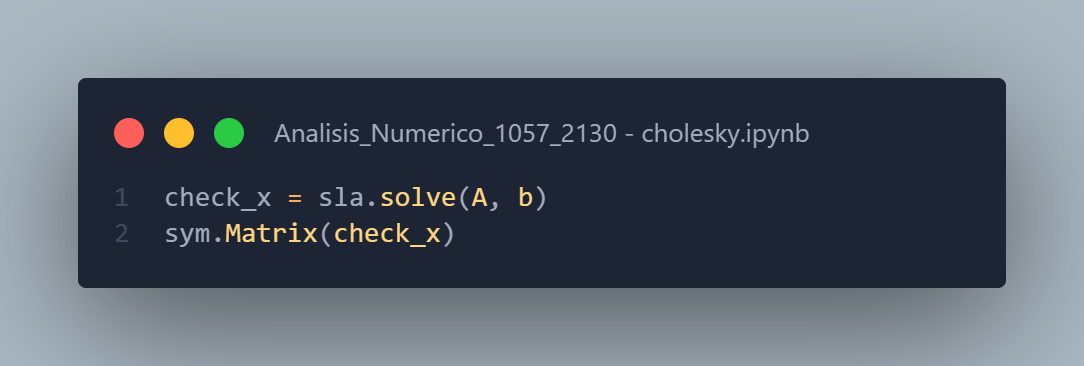 Analisis_Numerico_1057_2130 - cholesky.ipynb
1 check_x = sla.solve(A, b)
2 sym.Matrix(check_x)